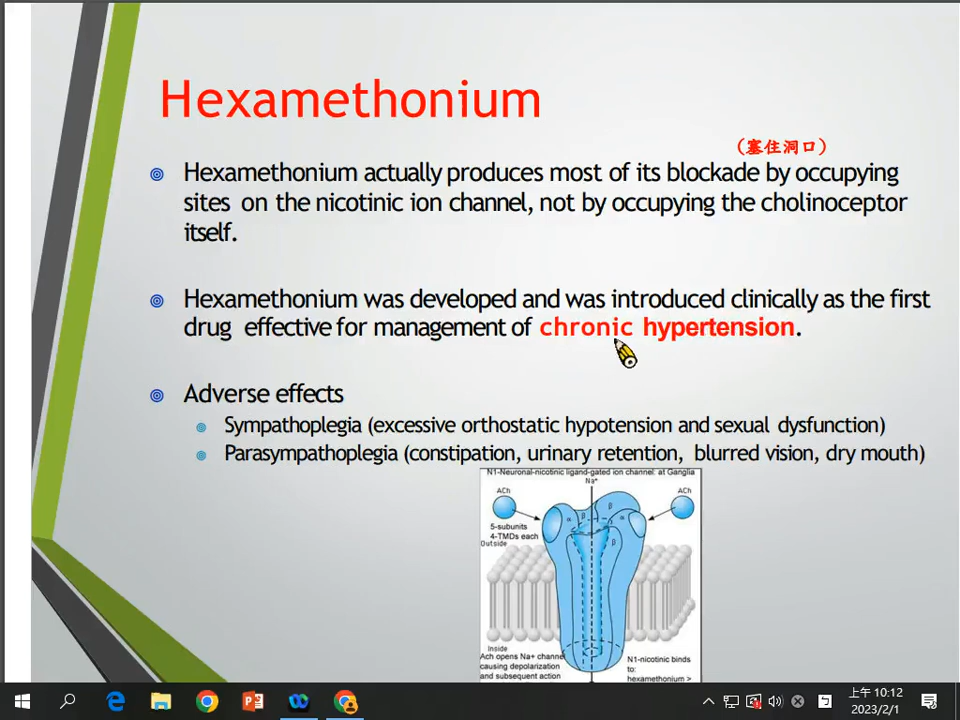 Hexamethonium
（塞住洞口）
Hexamethonium actually produces most of its blockade by occupying
sites on the nicotinic ion channel, not by occupying the cholinoceptor
itself.
Hexamethonium was developed and was introduced clinically as the first
drug effective for management of chronic hypertension.
Adverse effects
Sympathoplegia (excessive orthostatic hypotension and sexual dysfunction)
Parasympathoplegia (constipation, urinary retention, blurred vision, dry mouth)
N1-Neuronal-nicotinic ligand-gated ion channel: at Ganglia
Na⁺
ACh
ACh
α
β
β
α
β
5-subunits
4-TMDs each
Outside
Inside
Ach opens Na+ channel
causing depolarization
and subsequent action
N1-nicotinic binds
to:
hexamethonium >
上午 10:12
2023/2/1